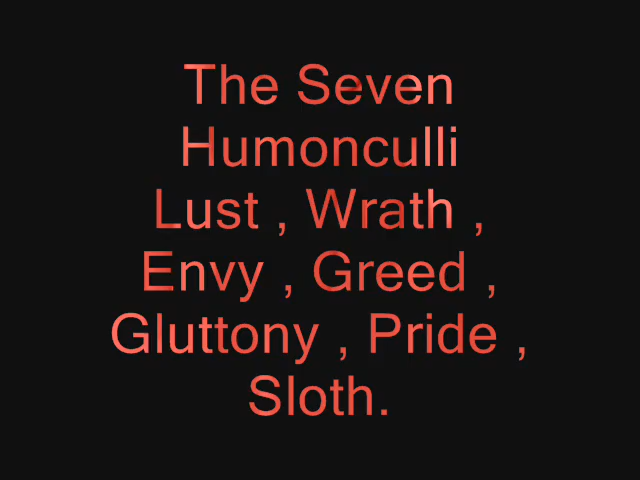 The Seven
Humonculli
Lust , Wrath ,
Envy , Greed ,
Gluttony , Pride ,
Sloth.